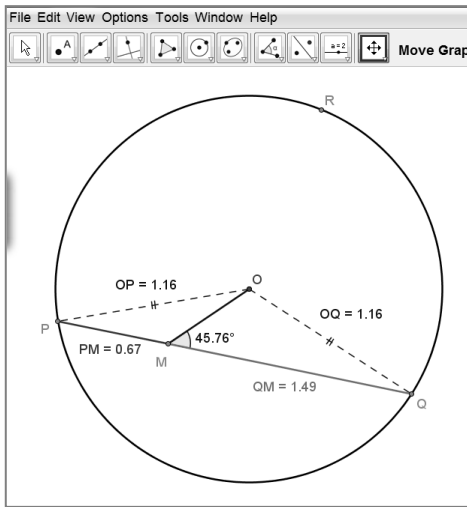 File Edit View Options Tools Window Help
A
α
a=2
Move Grap
R
O
OP = 1.16
OQ = 1.16
P
45.76°
PM = 0.67
M
QM = 1.49
Q